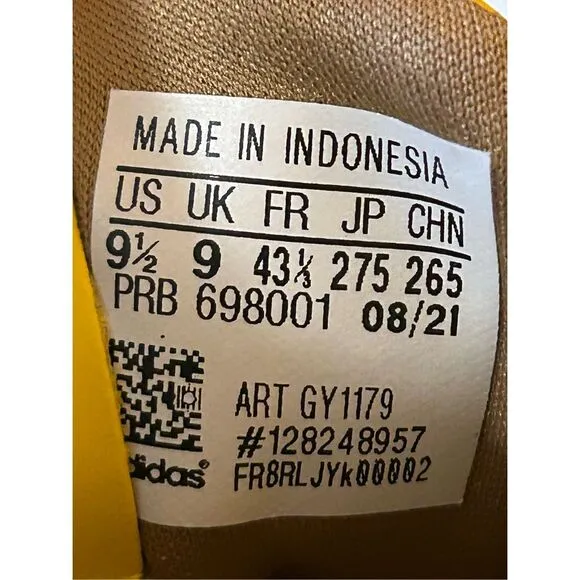 MADE IN INDONESIA
US UK FR JP CHN
9½ 9 43⅓ 275 265
PRB 698001 08/21
ART GY1179
#128248957
adidas® FR8RLJYk00002